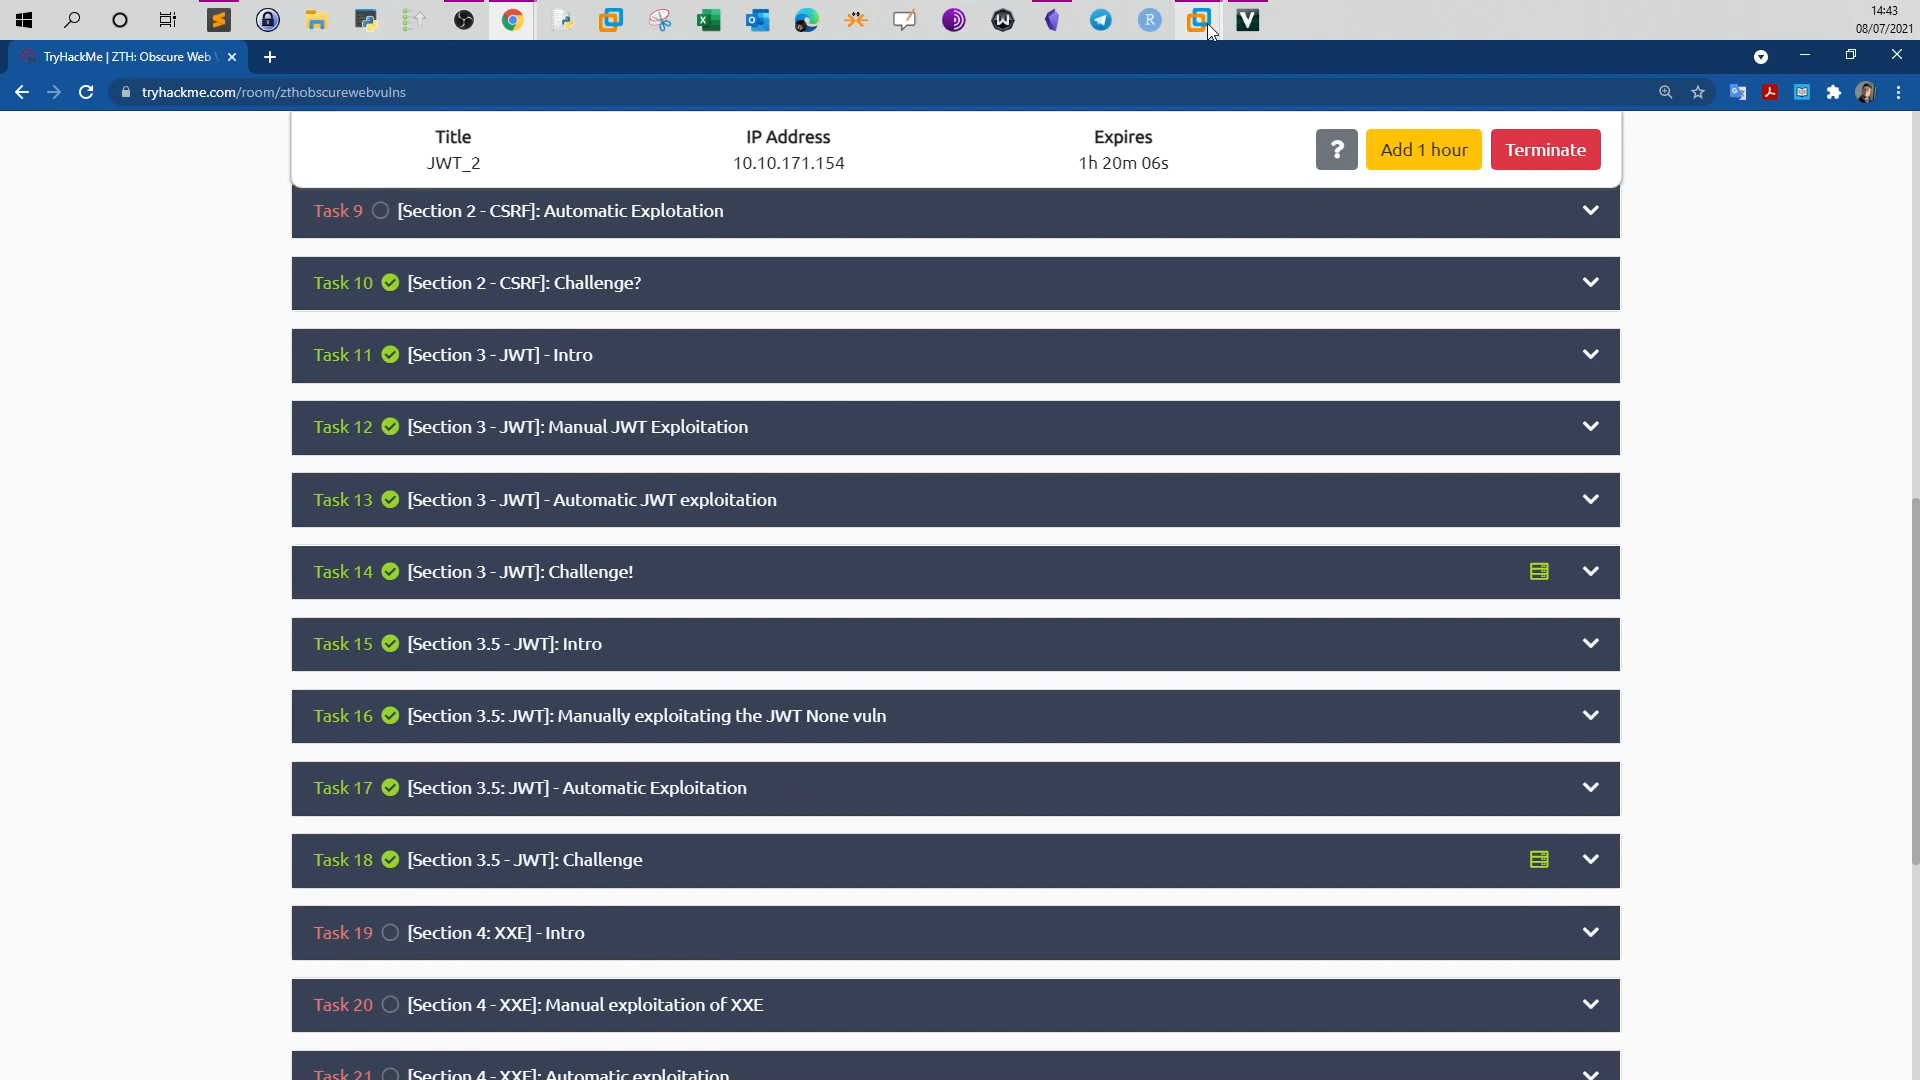 14:43
08/07/2021
TryHackMe | ZTH: Obscure Web
tryhackme.com/room/zthobscurewebvulns
Title
IP Address
Expires
JWT_2
10.10.171.154
1h 20m 06s
?
Add 1 hour
Terminate
Task 9 [Section 2 - CSRF]: Automatic Explotation
Task 10 [Section 2 - CSRF]: Challenge?
Task 11 [Section 3 - JWT] - Intro
Task 12 [Section 3 - JWT]: Manual JWT Exploitation
Task 13 [Section 3 - JWT] - Automatic JWT exploitation
Task 14 [Section 3 - JWT]: Challenge!
Task 15 [Section 3.5 - JWT]: Intro
Task 16 [Section 3.5: JWT]: Manually exploitating the JWT None vuln
Task 17 [Section 3.5: JWT] - Automatic Exploitation
Task 18 [Section 3.5 - JWT]: Challenge
Task 19 [Section 4: XXE] - Intro
Task 20 [Section 4 - XXE]: Manual exploitation of XXE
Task 21 [Section 4 - XXE]: Automatic exploitation